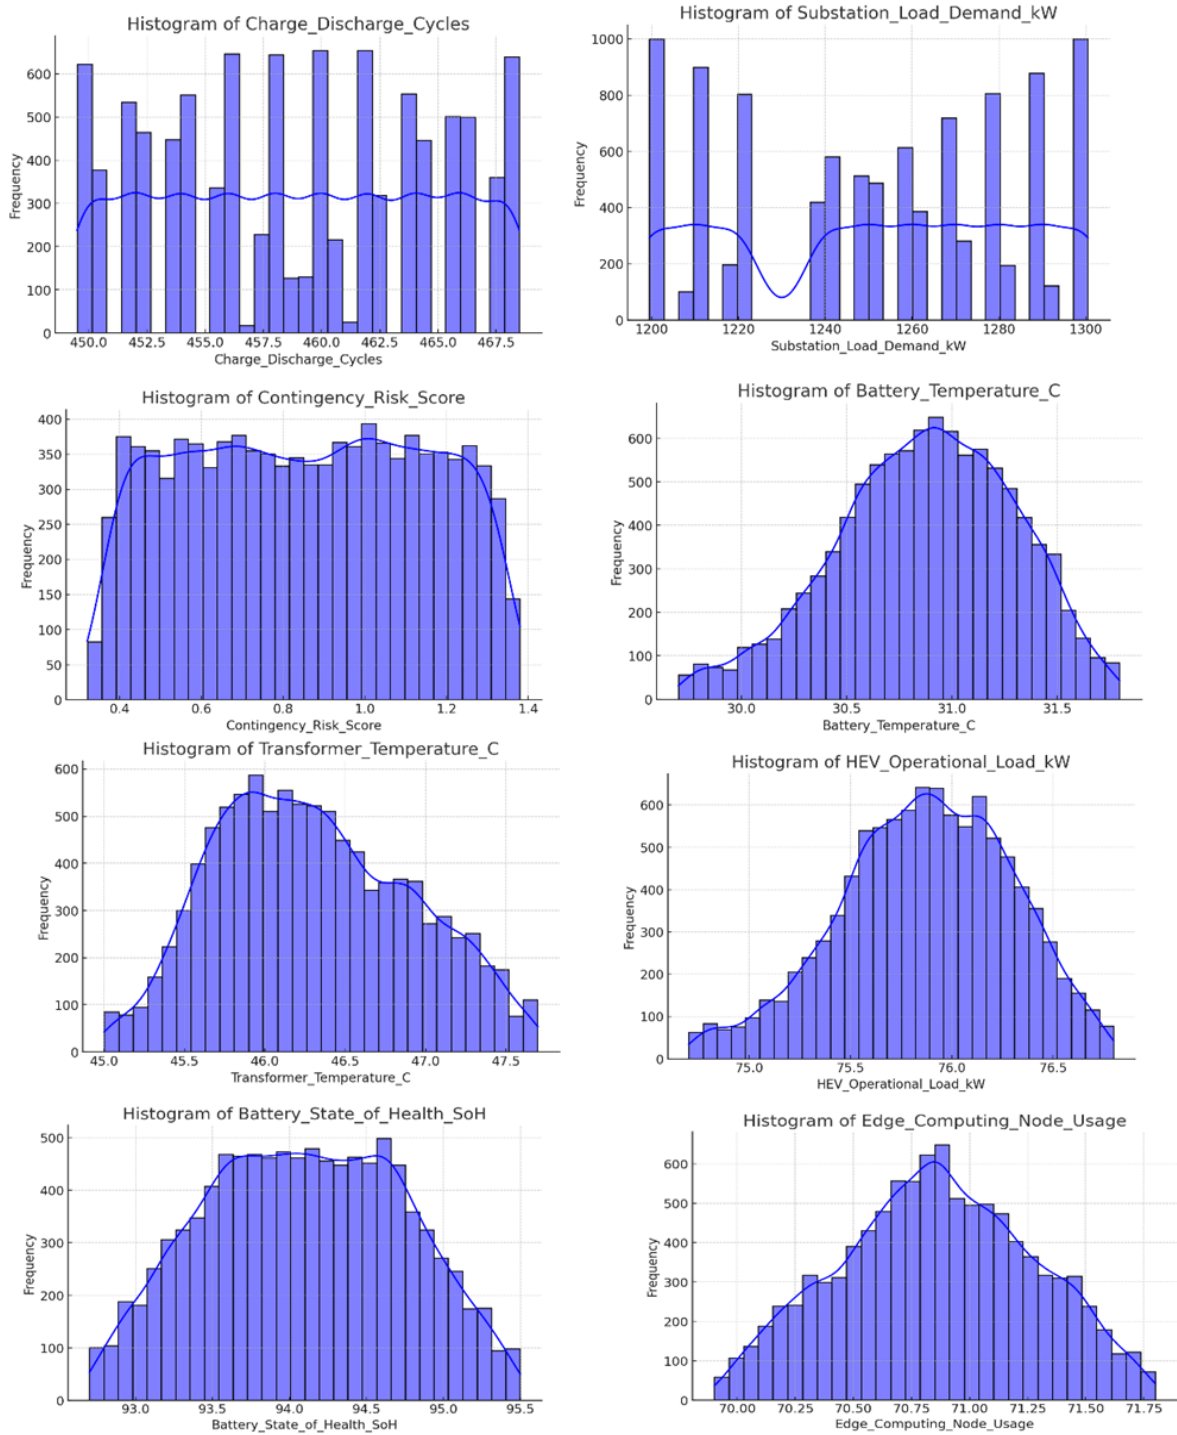 Histogram of Charge_Discharge_Cycles
600
500
400
300
200
100
0
Frequency
450.0 452.5 455.0 457.5 460.0 462.5 465.0 467.5
Charge_Discharge_Cycles
Histogram of Substation_Load_Demand_kW
1000
800
600
400
200
0
Frequency
1200 1220 1240 1260 1280 1300
Substation_Load_Demand_kW
Histogram of Contingency_Risk_Score
400
350
300
250
200
150
100
50
0
Frequency
0.4 0.6 0.8 1.0 1.2 1.4
Contingency_Risk_Score
Histogram of Battery_Temperature_C
600
500
400
300
200
100
0
Frequency
30.0 30.5 31.0 31.5
Battery_Temperature_C
Histogram of Transformer_Temperature_C
600
500
400
300
200
100
0
Frequency
45.0 45.5 46.0 46.5 47.0 47.5
Transformer_Temperature_C
Histogram of HEV_Operational_Load_kW
600
500
400
300
200
100
0
Frequency
75.0 75.5 76.0 76.5
HEV_Operational_Load_kW
Histogram of Battery_State_of_Health_SoH
500
400
300
200
100
0
Frequency
93.0 93.5 94.0 94.5 95.0 95.5
Battery_State_of_Health_SoH
Histogram of Edge_Computing_Node_Usage
600
500
400
300
200
100
0
Frequency
70.00 70.25 70.50 70.75 71.00 71.25 71.50 71.75
Edge_Computing_Node_Usage